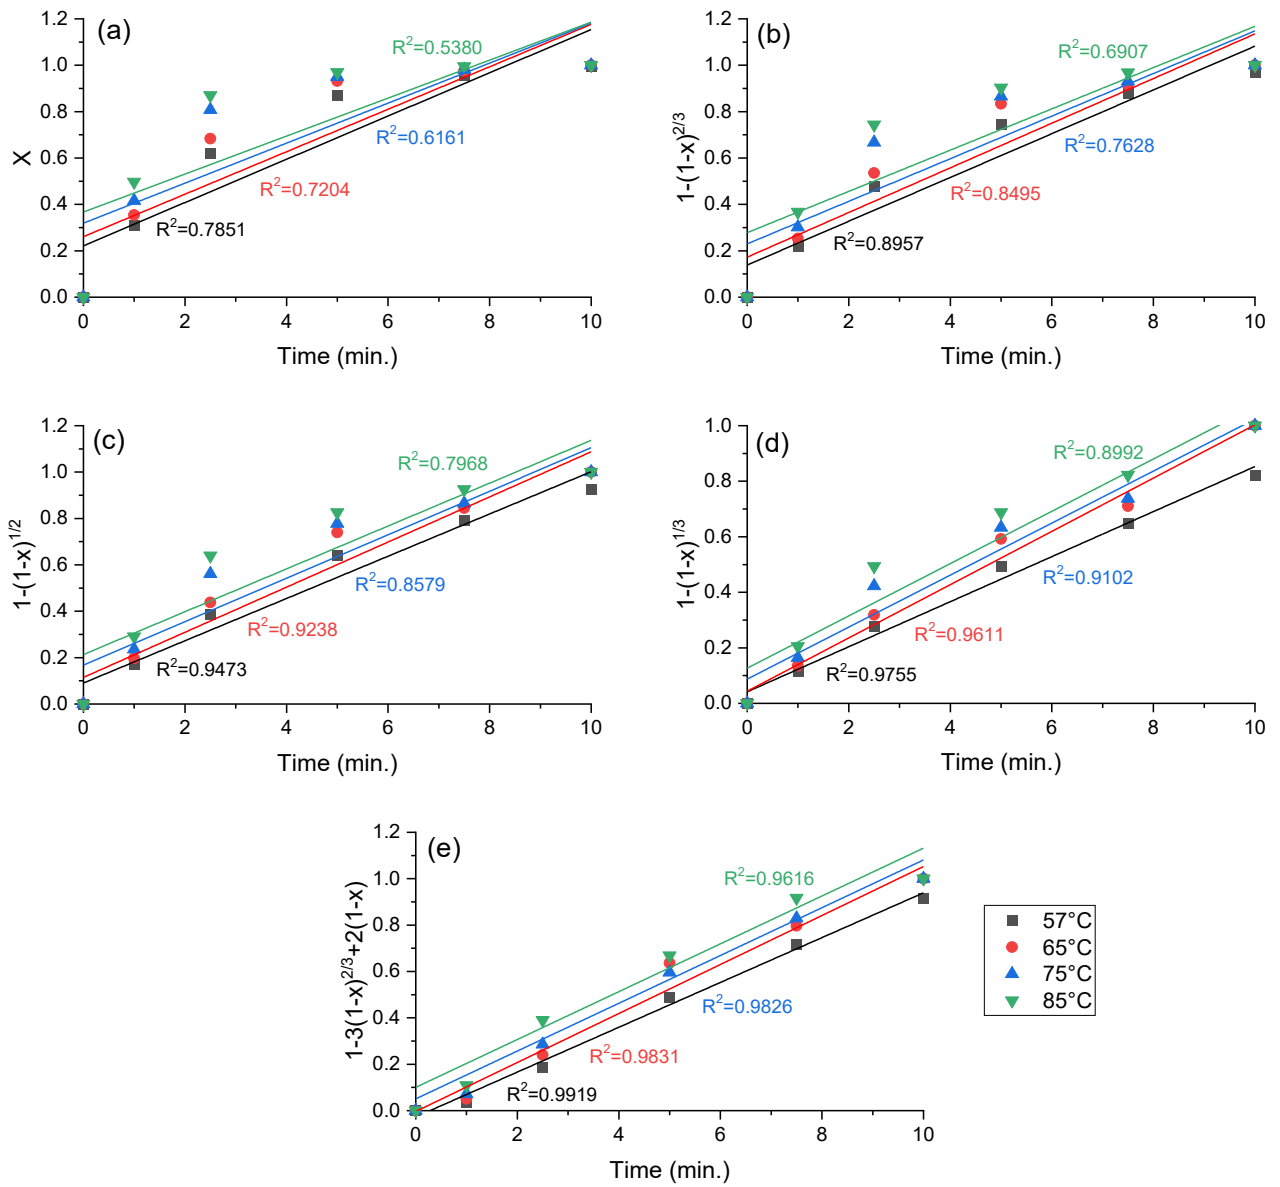 (a)
1.2
1.0
0.8
0.6
0.4
0.2
0.0
X
R²=0.5380
R²=0.6161
R²=0.7204
R²=0.7851
0 2 4 6 8 10
Time (min.)
(b)
1.2
1.0
0.8
0.6
0.4
0.2
0.0
1-(1-x)^2/3
R²=0.6907
R²=0.7628
R²=0.8495
R²=0.8957
0 2 4 6 8 10
Time (min.)
(c)
1.2
1.0
0.8
0.6
0.4
0.2
0.0
1-(1-x)^1/2
R²=0.7968
R²=0.8579
R²=0.9238
R²=0.9473
0 2 4 6 8 10
Time (min.)
(d)
1.0
0.8
0.6
0.4
0.2
0.0
1-(1-x)^1/3
R²=0.8992
R²=0.9102
R²=0.9611
R²=0.9755
0 2 4 6 8 10
Time (min.)
(e)
1.2
1.0
0.8
0.6
0.4
0.2
0.0
1-3(1-x)^2/3+2(1-x)
R²=0.9616
R²=0.9826
R²=0.9831
R²=0.9919
0 2 4 6 8 10
Time (min.)
57°C
65°C
75°C
85°C